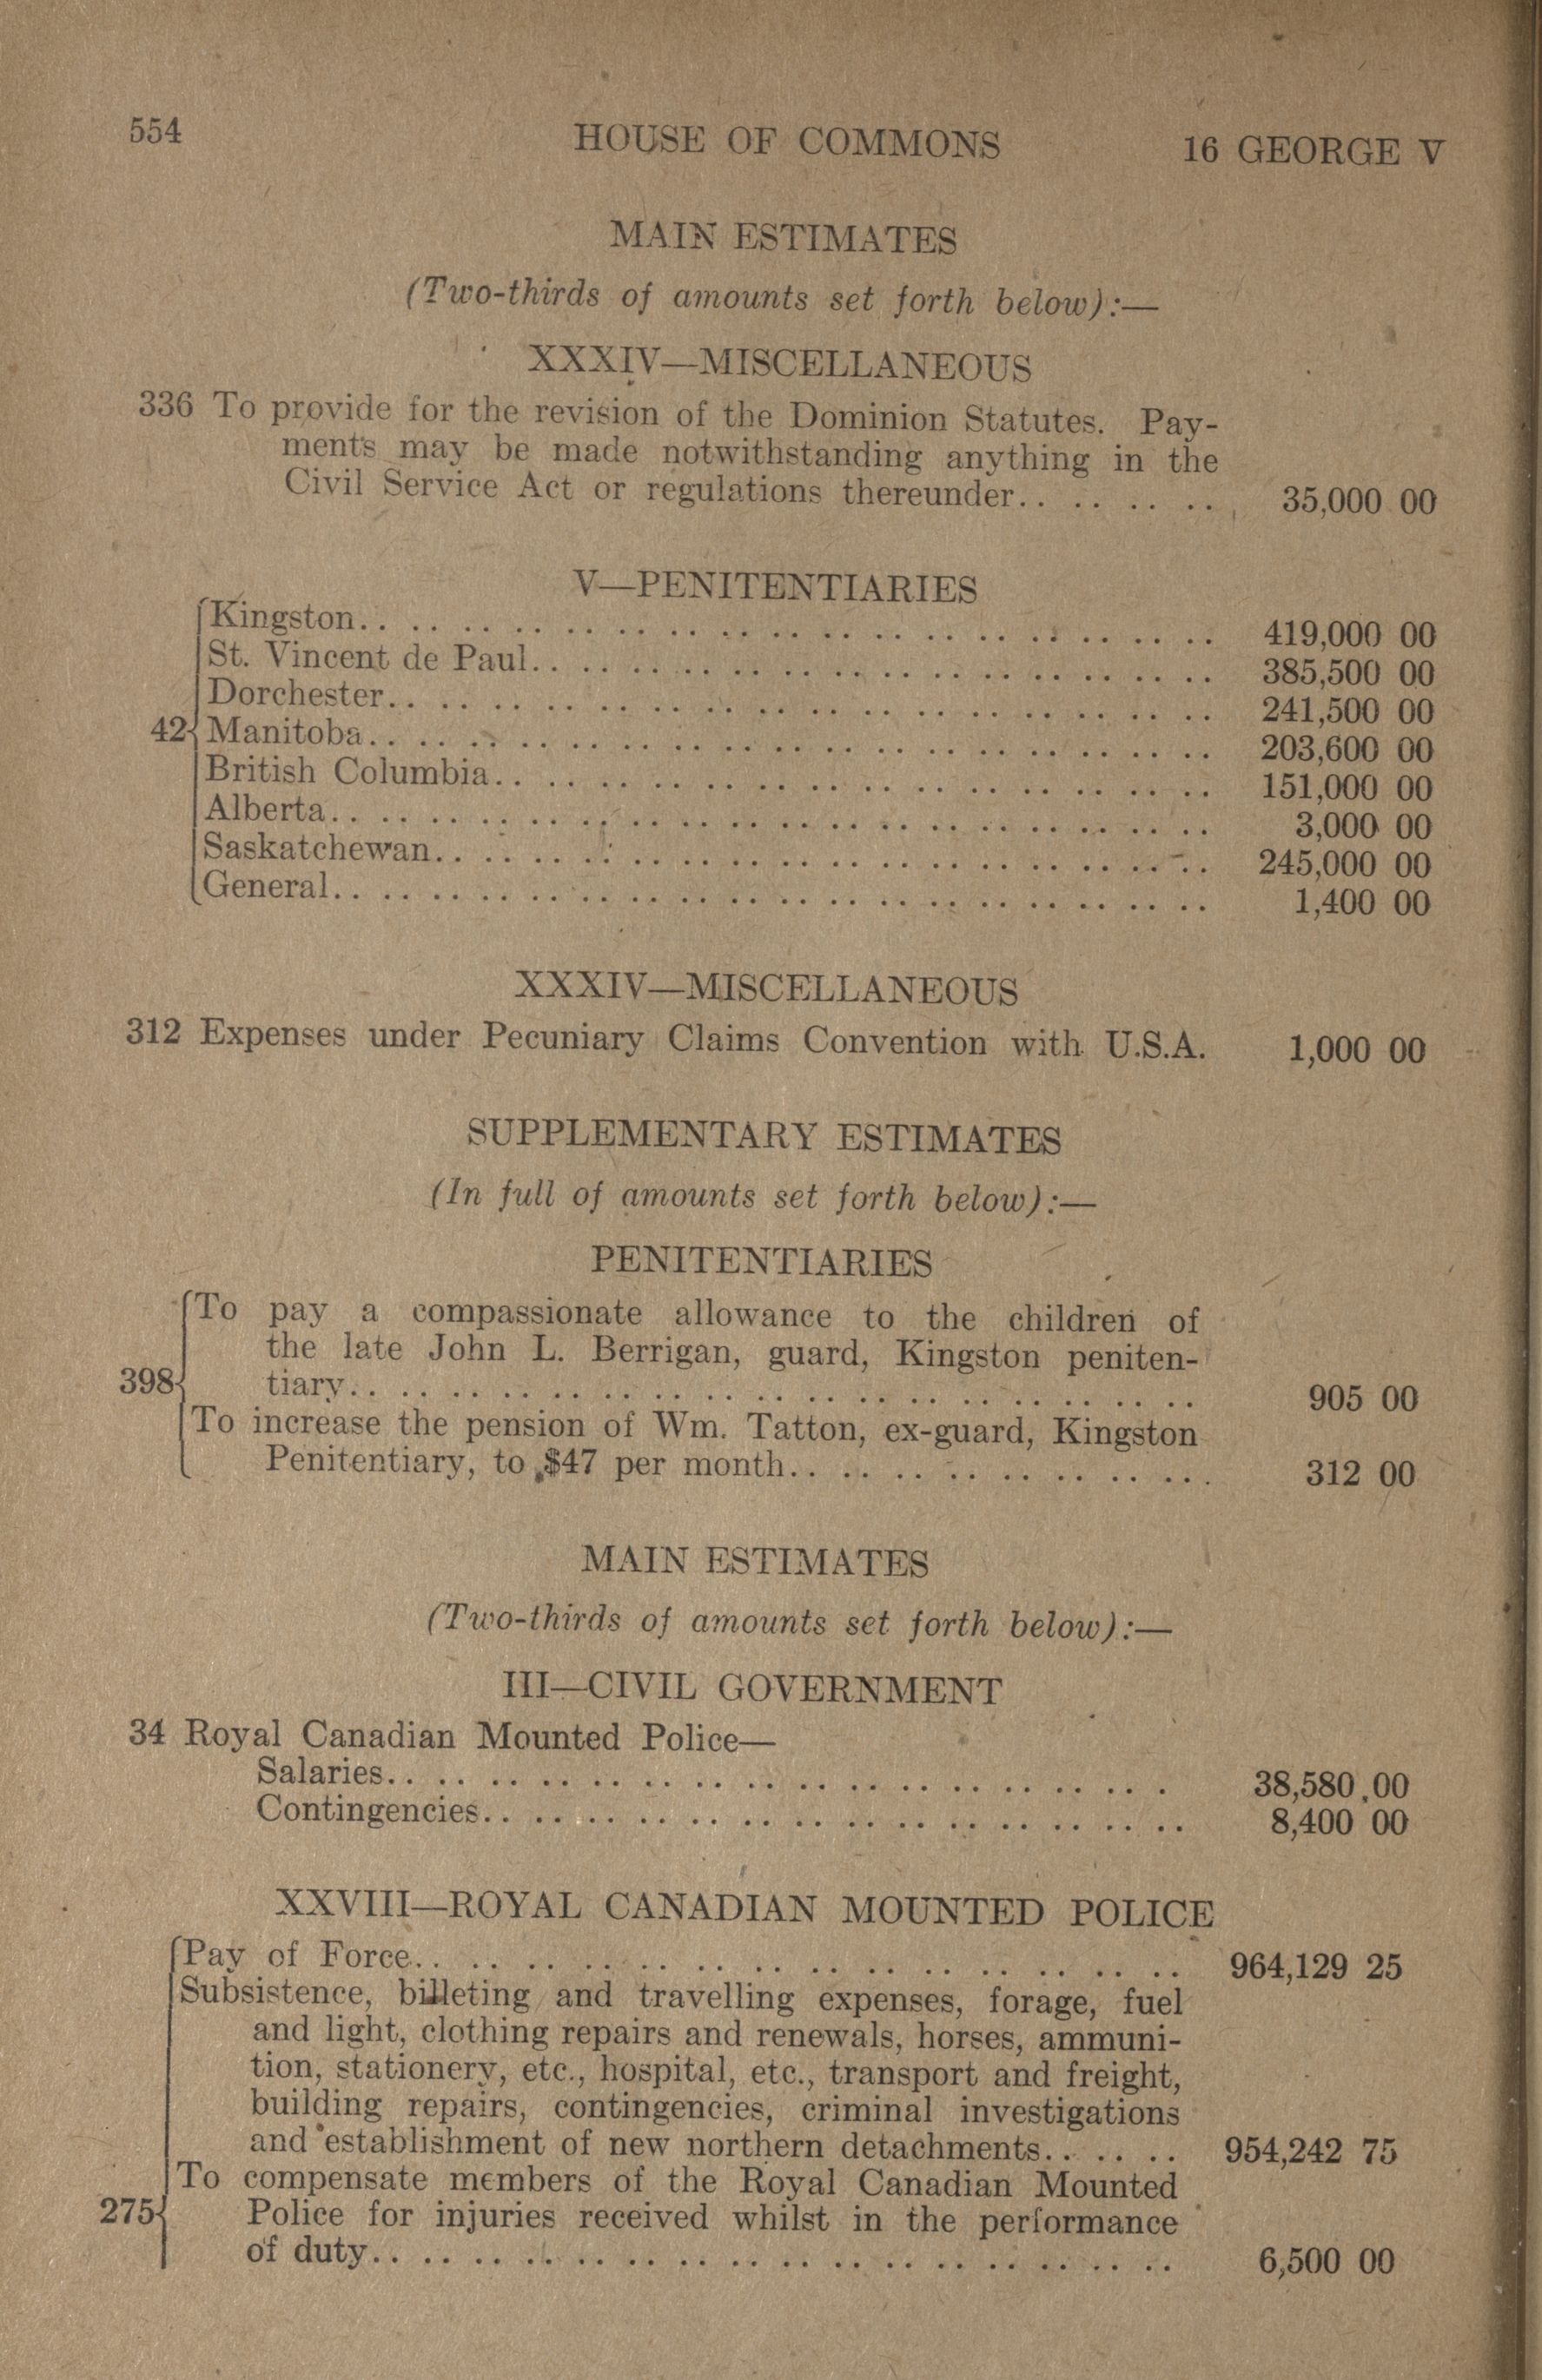 554 HOUSE OF COMMONS 16 GEORGE V
MAIN ESTIMATES
(Two-thirds of amounts set forth below):—
XXXIV—MISCELLANEOUS
336 To provide for the revision of the Dominion Statutes. Pay-
ments may be made notwithstanding anything in the
Civil Service Act or regulations thereunder.. .. .. .. 35,000 00
V—PENITENTIARIES
Kingston.. .. .. .. .. .. .. .. .. .. .. .. .. .. .. .. .. 419,000 00
St. Vincent de Paul.. .. .. .. .. .. .. .. .. .. .. .. .. .. 385,500 00
Dorchester.. .. .. .. .. .. .. .. .. .. .. .. .. .. .. .. .. 241,500 00
42 Manitoba.. .. .. .. .. .. .. .. .. .. .. .. .. .. .. .. .. 203,600 00
British Columbia.. .. .. .. .. .. .. .. .. .. .. .. .. .. .. 151,000 00
Alberta.. .. .. .. .. .. .. .. .. .. .. .. .. .. .. .. .. .. 3,000 00
Saskatchewan.. .. .. .. .. .. .. .. .. .. .. .. .. .. .. .. 245,000 00
General.. .. .. .. .. .. .. .. .. .. .. .. .. .. .. .. .. .. 1,400 00
XXXIV—MISCELLANEOUS
312 Expenses under Pecuniary Claims Convention with U.S.A. 1,000 00
SUPPLEMENTARY ESTIMATES
(In full of amounts set forth below):—
PENITENTIARIES
To pay a compassionate allowance to the children of
the late John L. Berrigan, guard, Kingston peniten-
398 tiary.. .. .. .. .. .. .. .. .. .. .. .. .. .. .. .. .. 905 00
To increase the pension of Wm. Tatton, ex-guard, Kingston
Penitentiary, to $47 per month.. .. .. .. .. .. .. .. . 312 00
MAIN ESTIMATES
(Two-thirds of amounts set forth below):—
III—CIVIL GOVERNMENT
34 Royal Canadian Mounted Police—
Salaries.. .. .. .. .. .. .. .. .. .. .. .. .. .. .. . 38,580 00
Contingencies.. .. .. .. .. .. .. .. .. .. .. .. .. .. 8,400 00
XXVIII—ROYAL CANADIAN MOUNTED POLICE
Pay of Force.. .. .. .. .. .. .. .. .. .. .. .. .. .. 964,129 25
Subsistence, billeting and travelling expenses, forage, fuel
and light, clothing repairs and renewals, horses, ammuni-
tion, stationery, etc., hospital, etc., transport and freight,
building repairs, contingencies, criminal investigations
and establishment of new northern detachments.. .. .. 954,242 75
To compensate members of the Royal Canadian Mounted
275 Police for injuries received whilst in the performance
of duty.. .. .. .. .. .. .. .. .. .. .. .. .. .. .. .. 6,500 00